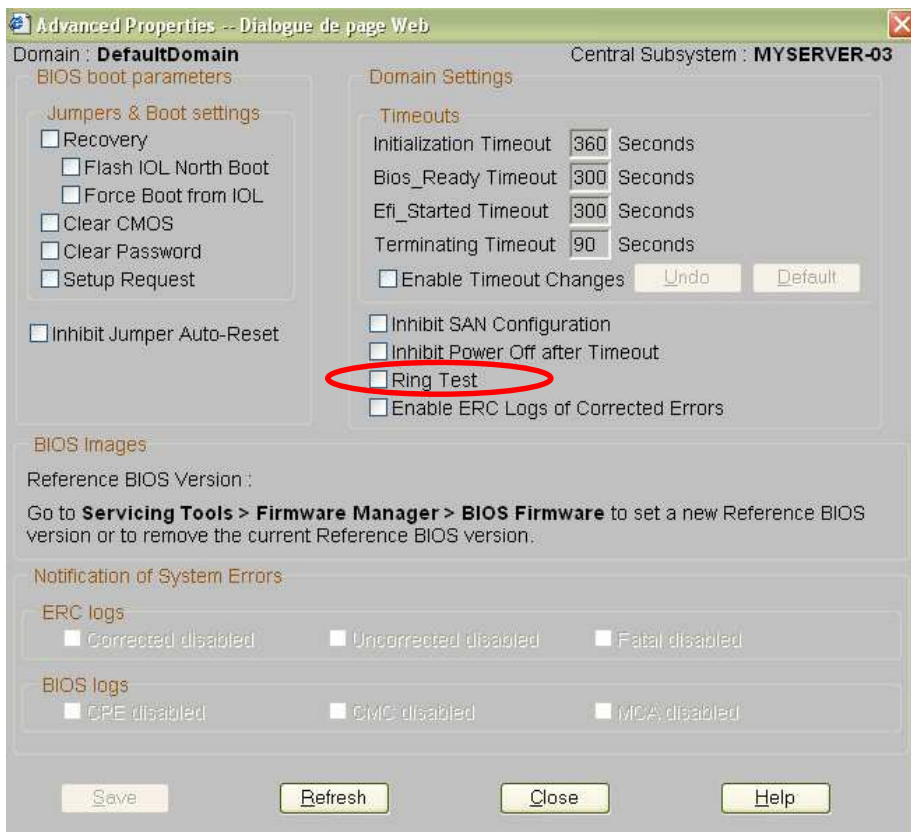 Advanced Properties -- Dialogue de page Web
Domain : DefaultDomain
Central Subsystem : MYSERVER-03
BIOS boot parameters
Jumpers & Boot settings
Recovery
Flash IOL North Boot
Force Boot from IOL
Clear CMOS
Clear Password
Setup Request
Inhibit Jumper Auto-Reset
Domain Settings
Timeouts
Initialization Timeout 360 Seconds
Bios_Ready Timeout 300 Seconds
Efi_Started Timeout 300 Seconds
Terminating Timeout 90 Seconds
Enable Timeout Changes Undo Default
Inhibit SAN Configuration
Inhibit Power Off after Timeout
Ring Test
Enable ERC Logs of Corrected Errors
BIOS Images
Reference BIOS Version :
Go to Servicing Tools > Firmware Manager > BIOS Firmware to set a new Reference BIOS
version or to remove the current Reference BIOS version.
Notification of System Errors
ERC logs
Corrected disabled Uncorrected disabled Fatal disabled
BIOS logs
CPE disabled CMC disabled MCA disabled
Save Refresh Close Help